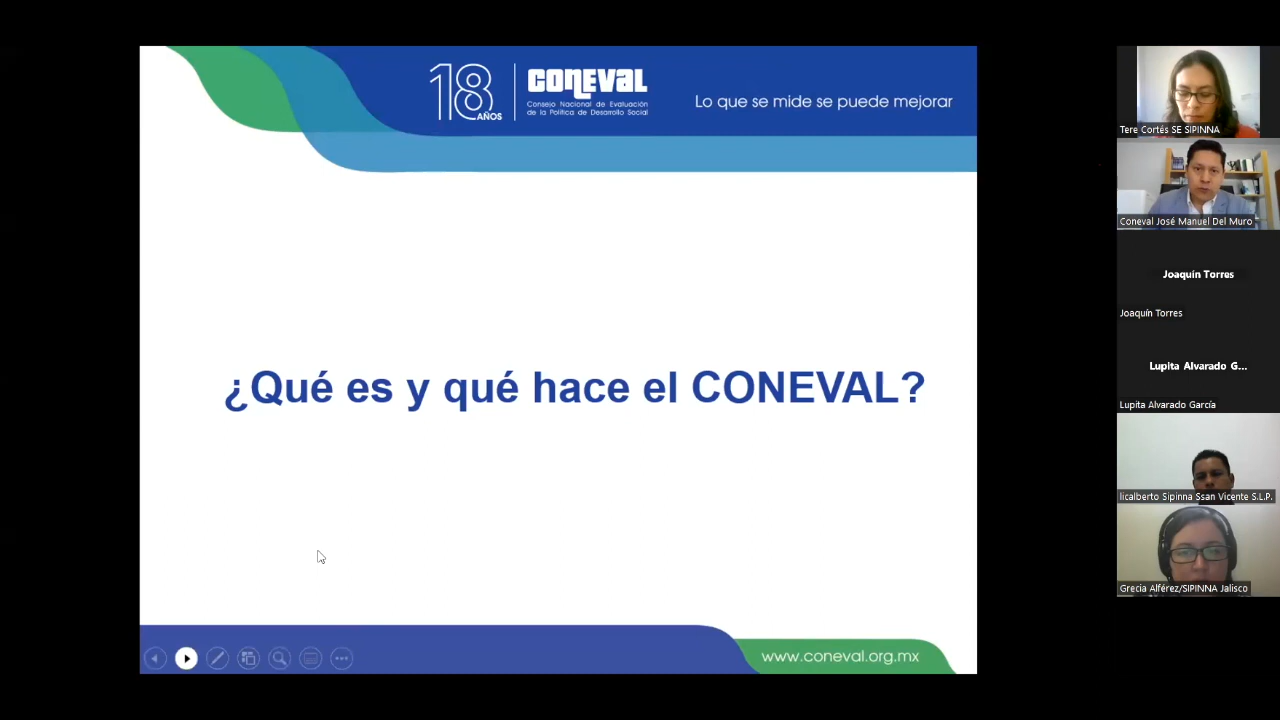 18
AÑOS
CONEVAL
Consejo Nacional de Evaluación
de la Política de Desarrollo Social
Lo que se mide se puede mejorar
¿Qué es y qué hace el CONEVAL?
www.coneval.org.mx
Tere Cortés SE SIPINNA
Coneval José Manuel Del Muro
Joaquín Torres
Joaquín Torres
Lupita Alvarado G...
Lupita Alvarado García
licalberto Sipinna Ssan Vicente S.L.P.
Grecia Alférez/SIPINNA Jalisco